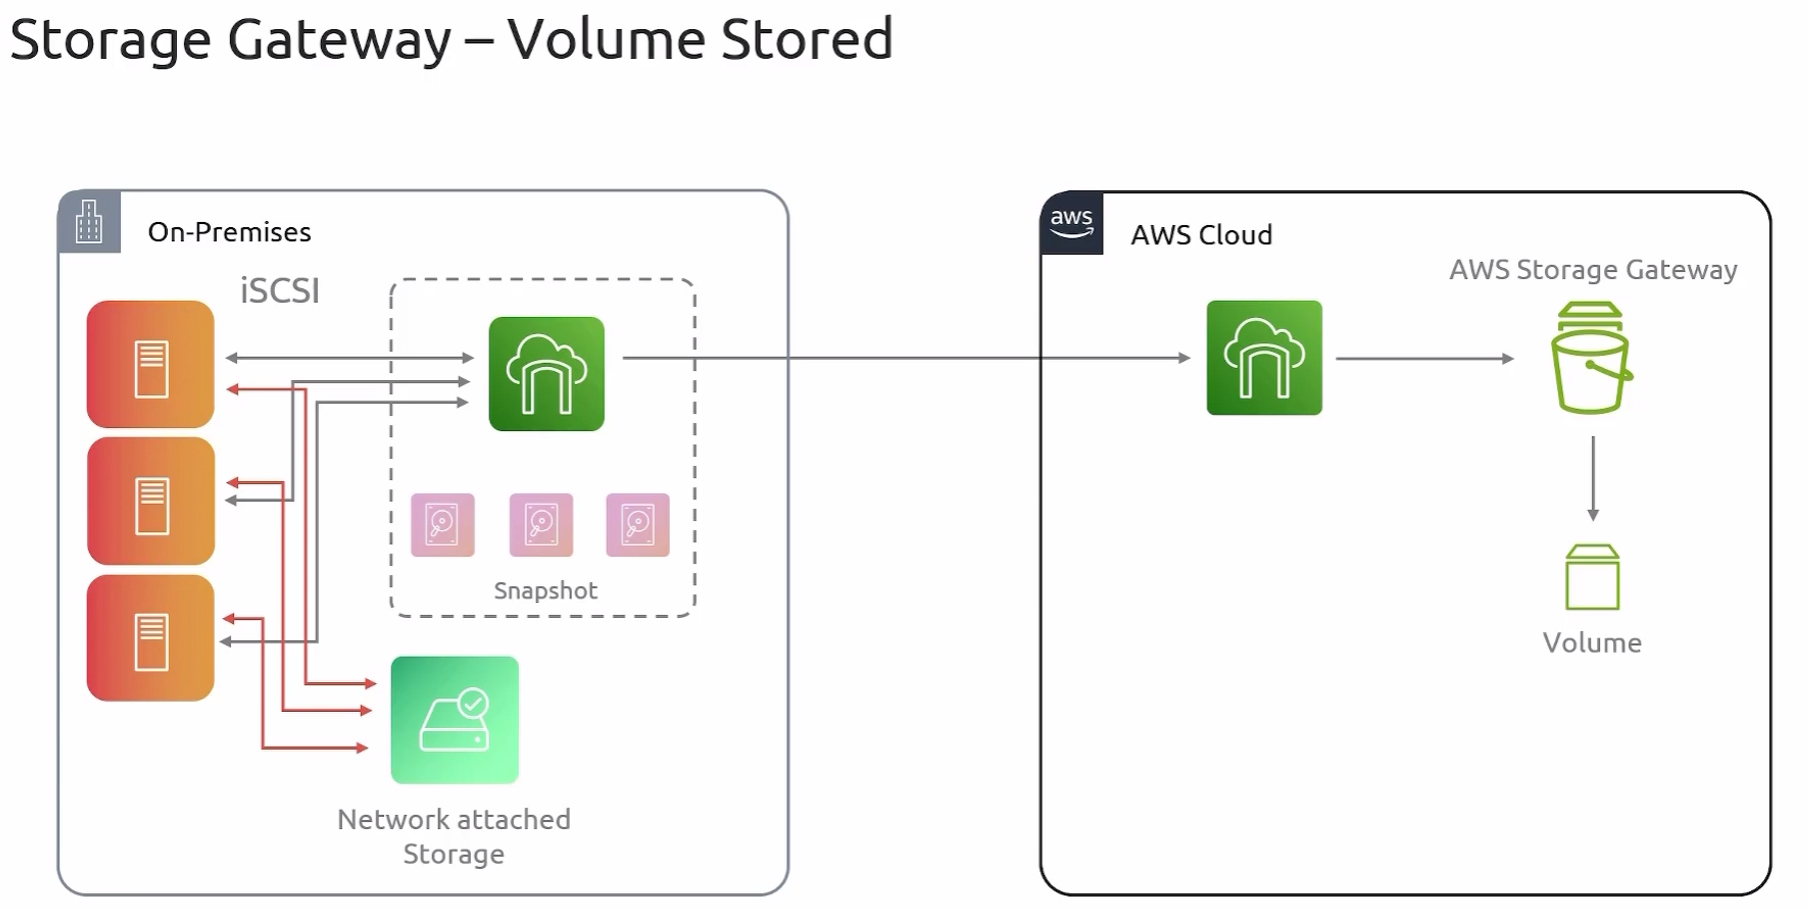 Storage Gateway – Volume Stored
On-Premises
iSCSI
Snapshot
Network attached
Storage
aws
AWS Cloud
AWS Storage Gateway
Volume